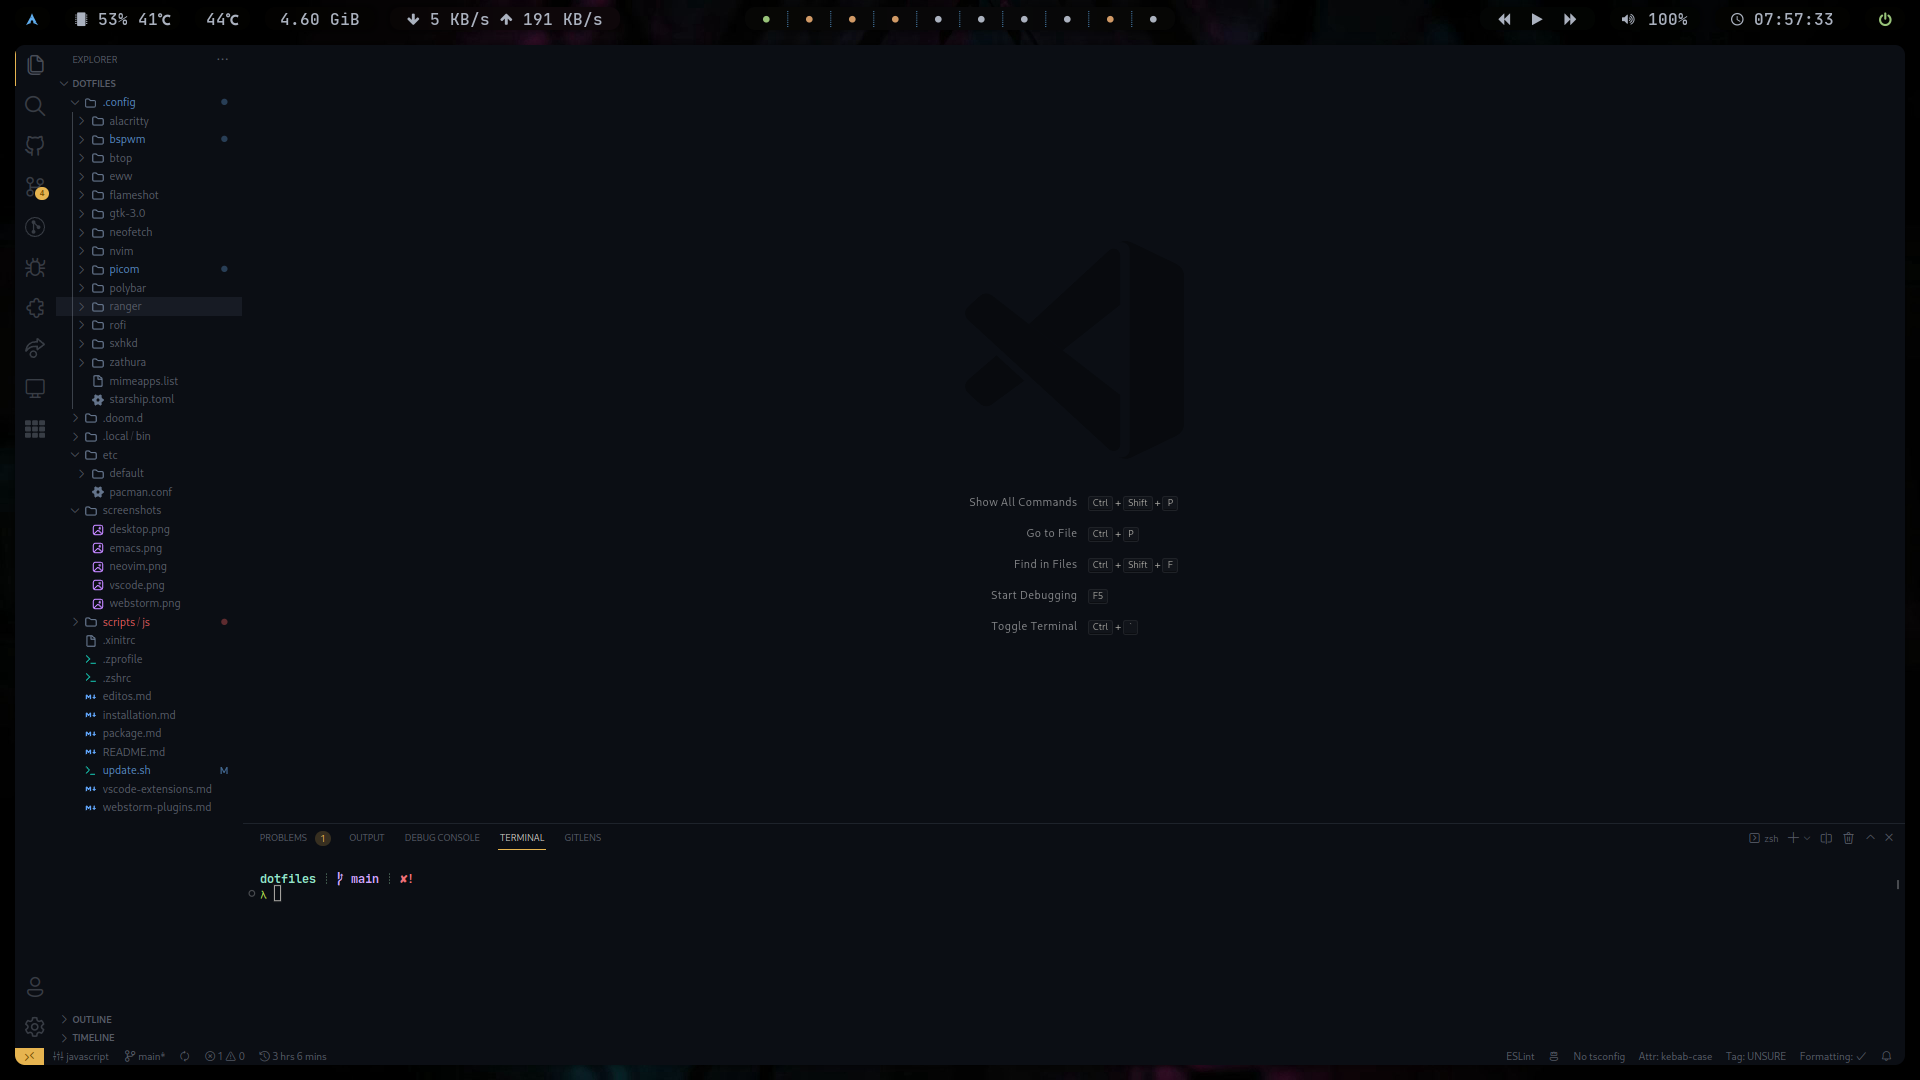 53% 41℃ 44℃ 4.60 GiB 5 KB/s 191 KB/s 100% 07:57:33
EXPLORER ...
DOTFILES
.config
alacritty
bspwm
btop
eww
flameshot
gtk-3.0
neofetch
nvim
picom
polybar
ranger
rofi
sxhkd
zathura
mimeapps.list
starship.toml
.doom.d
.local/bin
etc
default
pacman.conf
screenshots
desktop.png
emacs.png
neovim.png
vscode.png
webstorm.png
scripts/js
.xinitrc
.zprofile
.zshrc
editos.md
installation.md
package.md
README.md
update.sh M
vscode-extensions.md
webstorm-plugins.md
OUTLINE
TIMELINE
4
Show All Commands Ctrl + Shift + P
Go to File Ctrl + P
Find in Files Ctrl + Shift + F
Start Debugging F5
Toggle Terminal Ctrl + `
PROBLEMS 1 OUTPUT DEBUG CONSOLE TERMINAL GITLENS zsh
dotfiles main ✘!
λ
javascript main* 1 0 3 hrs 6 mins ESLint No tsconfig Attr: kebab-case Tag: UNSURE Formatting: ✓